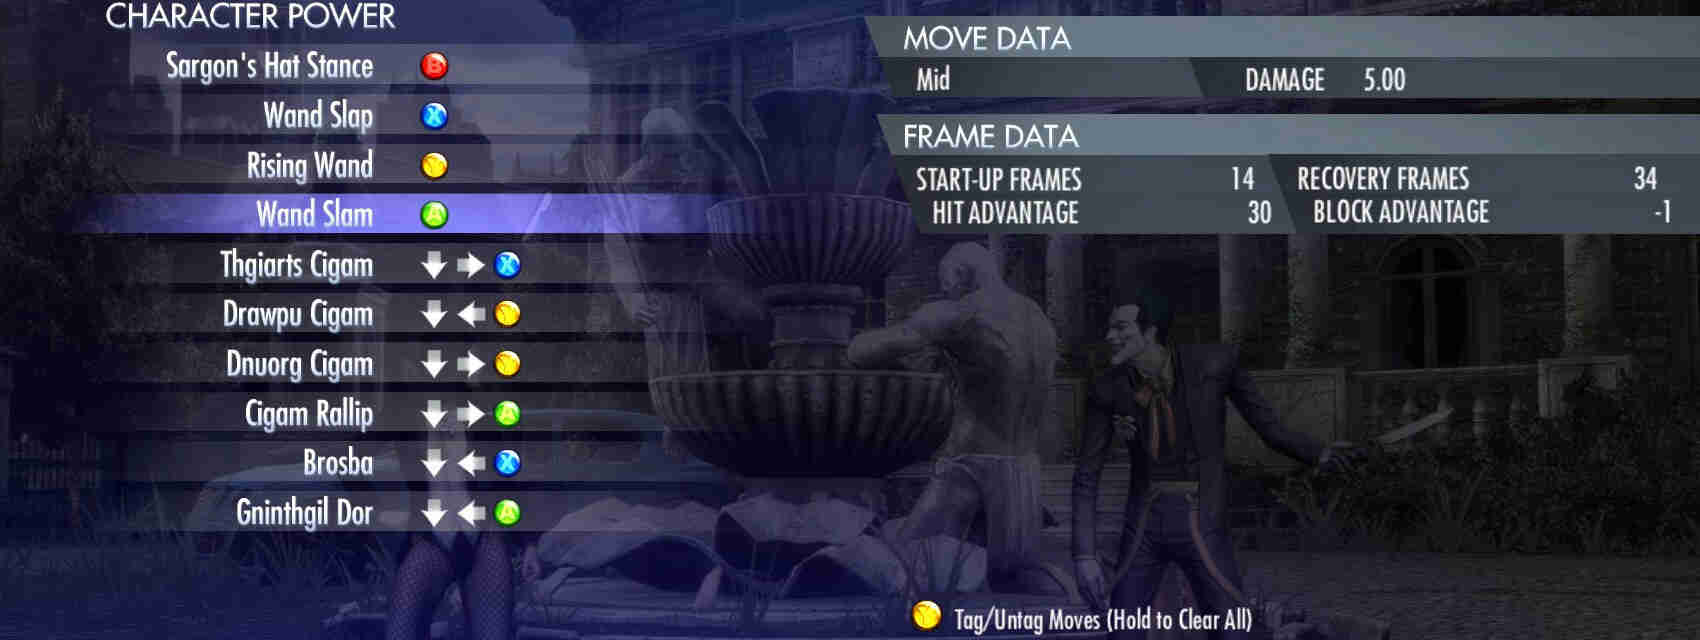 CHARACTER POWER
Sargon's Hat Stance B
Wand Slap X
Rising Wand Y
Wand Slam A
Thgiarts Cigam X
Drawpu Cigam Y
Dnuorg Cigam Y
Cigam Rallip A
Brosba X
Gninthgil Dor A
MOVE DATA
Mid DAMAGE 5.00
FRAME DATA
START-UP FRAMES 14 RECOVERY FRAMES 34
HIT ADVANTAGE 30 BLOCK ADVANTAGE -1
Y Tag/Untag Moves (Hold to Clear All)